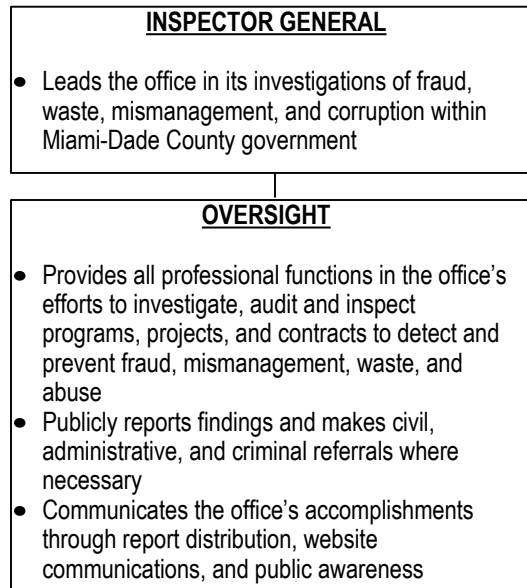 INSPECTOR GENERAL
• Leads the office in its investigations of fraud,
waste, mismanagement, and corruption within
Miami-Dade County government
OVERSIGHT
• Provides all professional functions in the office's
efforts to investigate, audit and inspect
programs, projects, and contracts to detect and
prevent fraud, mismanagement, waste, and
abuse
• Publicly reports findings and makes civil,
administrative, and criminal referrals where
necessary
• Communicates the office's accomplishments
through report distribution, website
communications, and public awareness